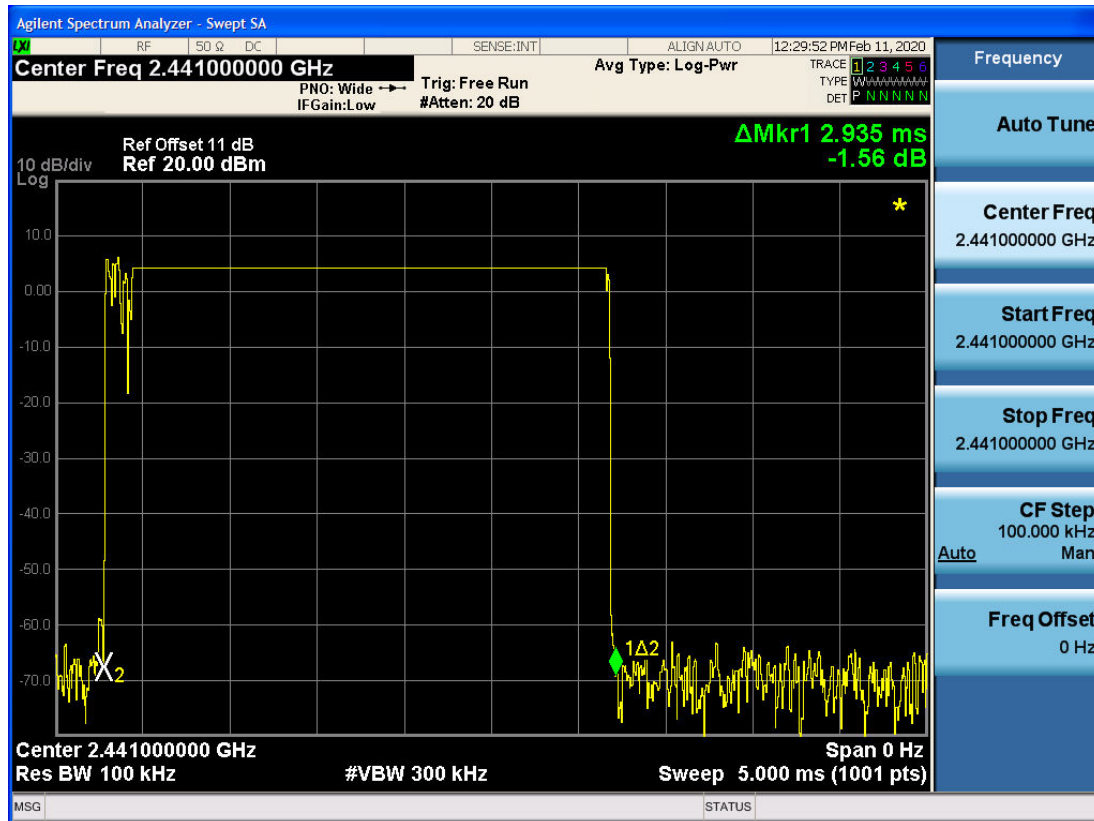 Agilent Spectrum Analyzer - Swept SA
LXI RF 50 Ω DC SENSE:INT ALIGN AUTO 12:29:52 PM Feb 11, 2020
Center Freq 2.441000000 GHz
PNO: Wide
IFGain:Low
Trig: Free Run
#Atten: 20 dB
Avg Type: Log-Pwr
TRACE 1 2 3 4 5 6
TYPE WWWWWW
DET P N N N N N
Ref Offset 11 dB
10 dB/div Ref 20.00 dBm
Log
ΔMkr1 2.935 ms
-1.56 dB
*
10.0
0.00
-10.0
-20.0
-30.0
-40.0
-50.0
-60.0
-70.0
X2
1Δ2
Center 2.441000000 GHz Span 0 Hz
Res BW 100 kHz #VBW 300 kHz Sweep 5.000 ms (1001 pts)
MSG STATUS
Frequency
Auto Tune
Center Freq
2.441000000 GHz
Start Freq
2.441000000 GHz
Stop Freq
2.441000000 GHz
CF Step
100.000 kHz
Auto Man
Freq Offset
0 Hz